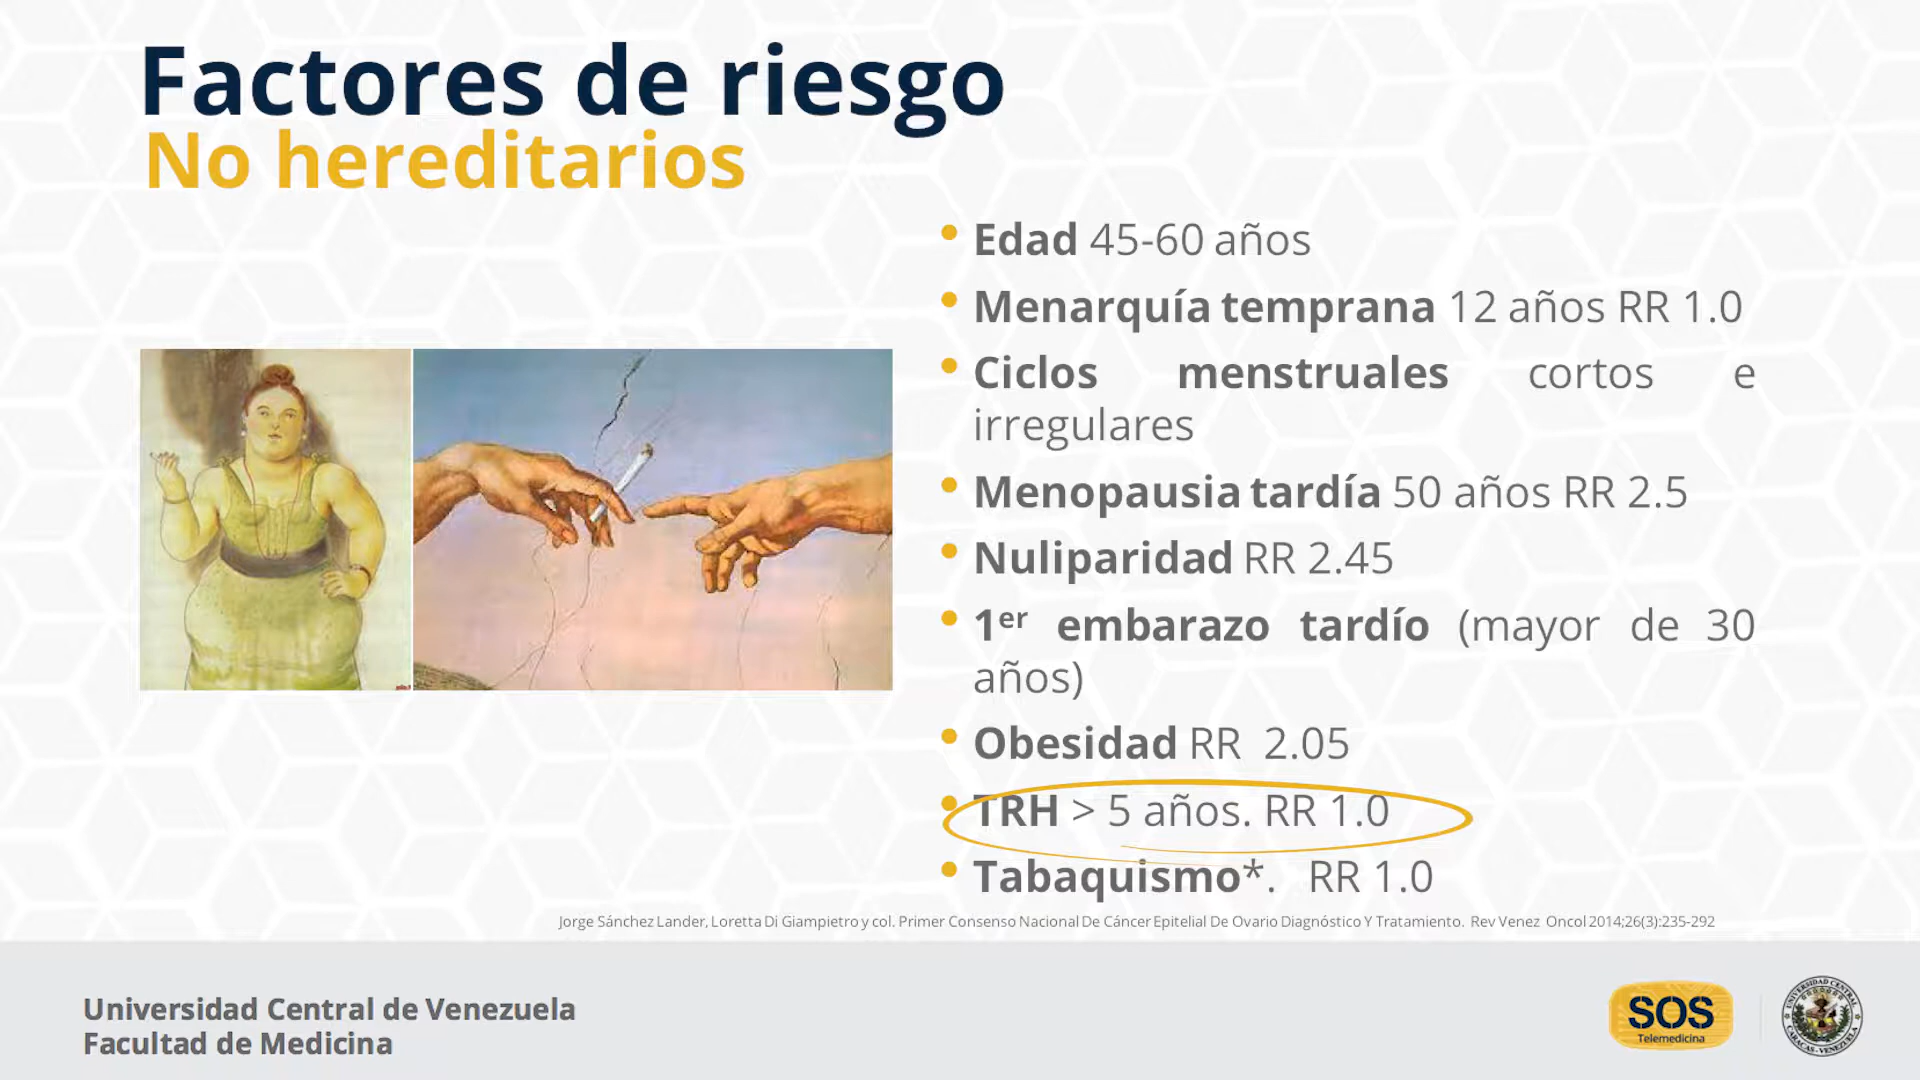 Factores de riesgo
No hereditarios
• Edad 45-60 años
• Menarquía temprana 12 años RR 1.0
• Ciclos menstruales cortos e
irregulares
• Menopausia tardía 50 años RR 2.5
• Nuliparidad RR 2.45
• 1er embarazo tardío (mayor de 30
años)
• Obesidad RR 2.05
• TRH > 5 años. RR 1.0
• Tabaquismo*. RR 1.0
Jorge Sánchez Lander, Loretta Di Giampietro y col. Primer Consenso Nacional De Cáncer Epitelial De Ovario Diagnóstico Y Tratamiento. Rev Venez Oncol 2014;26(3):235-292
Universidad Central de Venezuela
Facultad de Medicina
SOS
Telemedicina
UNIVERSIDAD CENTRAL
CARACAS - VENEZUELA